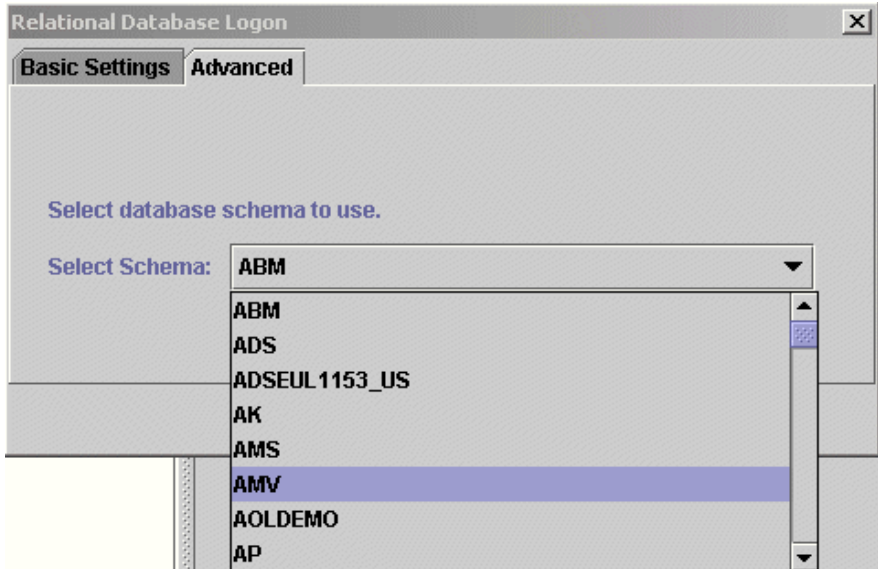 Relational Database Logon
Basic Settings Advanced
Select database schema to use.
Select Schema: ABM
ABM
ADS
ADSEUL1153_US
AK
AMS
AMV
AOLDEMO
AP